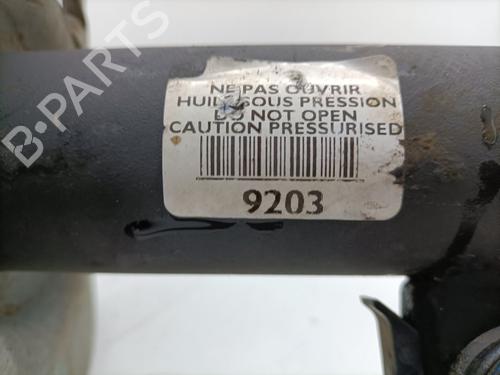 NE PAS OUVRIR
HUILE SOUS PRESSION
DO NOT OPEN
CAUTION PRESSURISED
9203
B-Parts